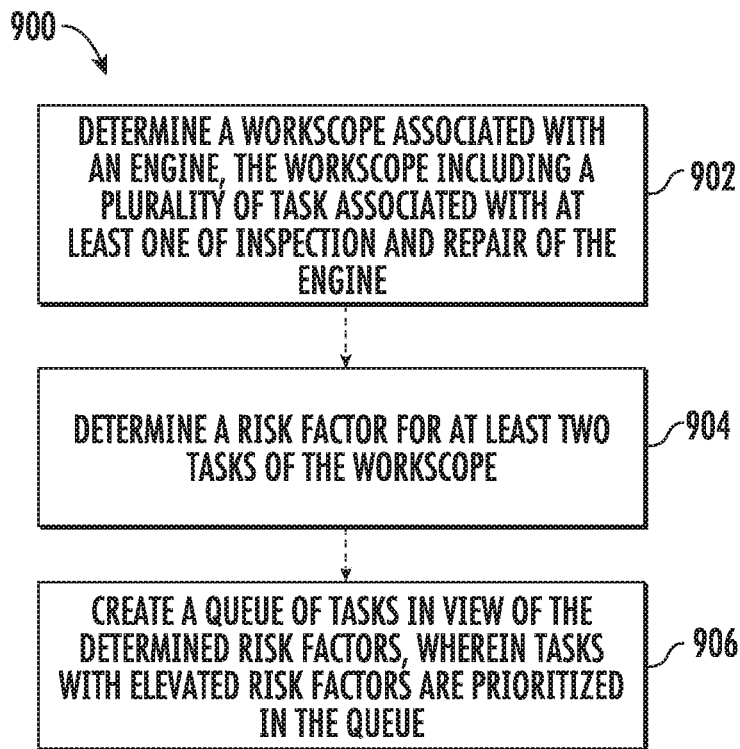 900
DETERMINE A WORKSCOPE ASSOCIATED WITH
AN ENGINE, THE WORKSCOPE INCLUDING A
PLURALITY OF TASK ASSOCIATED WITH AT
LEAST ONE OF INSPECTION AND REPAIR OF THE
ENGINE
902
DETERMINE A RISK FACTOR FOR AT LEAST TWO
TASKS OF THE WORKSCOPE
904
CREATE A QUEUE OF TASKS IN VIEW OF THE
DETERMINED RISK FACTORS, WHEREIN TASKS
WITH ELEVATED RISK FACTORS ARE PRIORITIZED
IN THE QUEUE
906